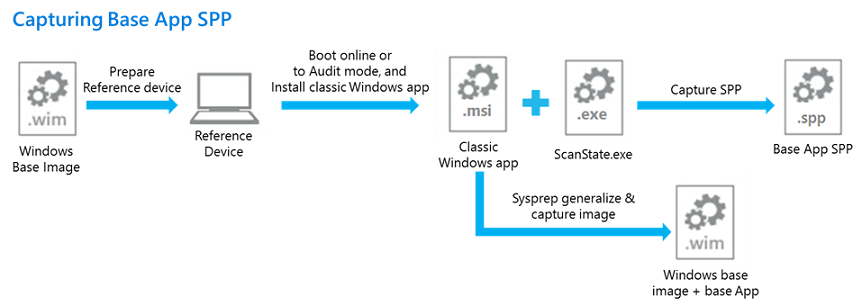 Capturing Base App SPP
Boot online or
to Audit mode, and
Install classic Windows app
Prepare
Reference device
Capture SPP
.wim
.msi
.exe
.spp
Windows
Base Image
Reference
Device
Classic
Windows app
ScanState.exe
Base App SPP
Sysprep generalize &
capture image
.wim
Windows base
image + base App